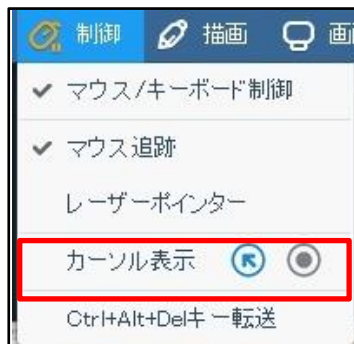 制御 描画 画
マウス/キーボード制御
マウス追跡
レーザーポインター
カーソル表示
Ctrl+Alt+Delキー転送